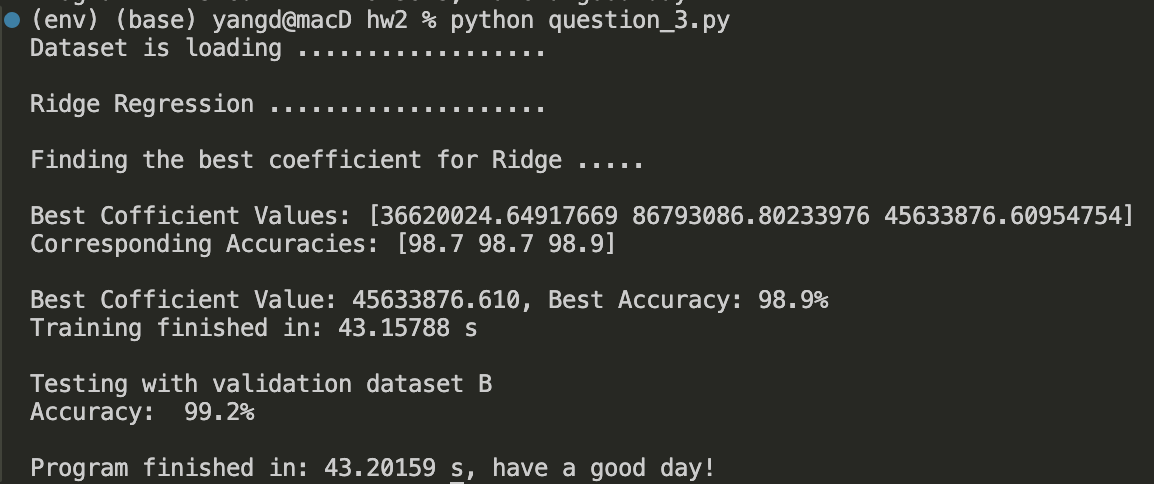 (env) (base) yangd@macD hw2 % python question_3.py
Dataset is loading ..................
Ridge Regression ....................
Finding the best coefficient for Ridge .....
Best Cofficient Values: [36620024.64917669 86793086.80233976 45633876.60954754]
Corresponding Accuracies: [98.7 98.7 98.9]
Best Cofficient Value: 45633876.610, Best Accuracy: 98.9%
Training finished in: 43.15788 s
Testing with validation dataset B
Accuracy:  99.2%
Program finished in: 43.20159 s, have a good day!